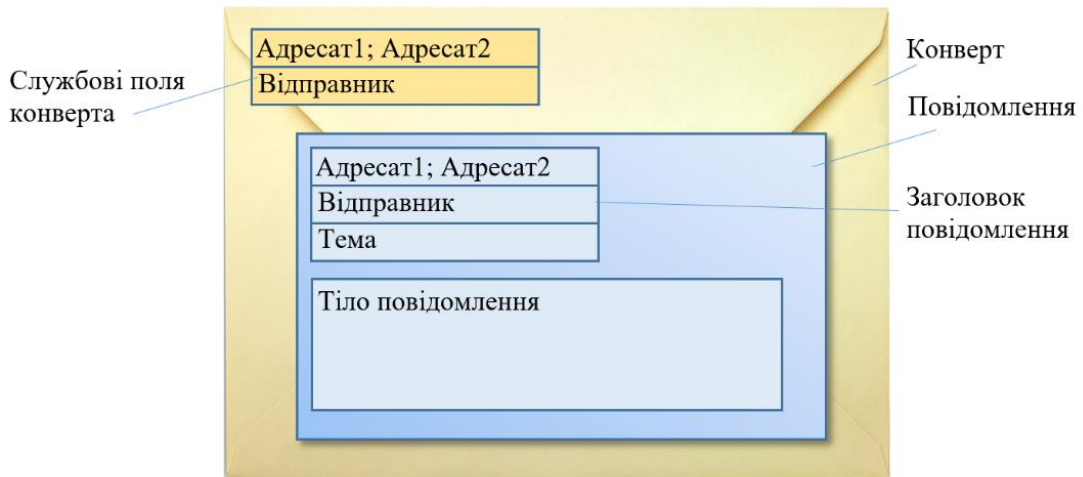 Адресат1; Адресат2
Відправник
Службові поля
конверта
Конверт
Повідомлення
Адресат1; Адресат2
Відправник
Тема
Заголовок
повідомлення
Тіло повідомлення